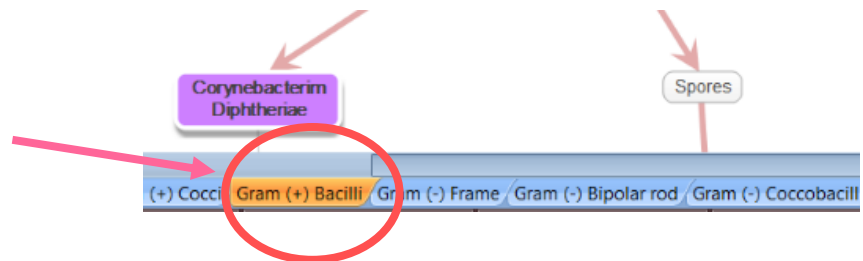 Corynebacterim
Diphtheriae
Spores
(+) Cocci Gram (+) Bacilli Gram (-) Frame Gram (-) Bipolar rod Gram (-) Coccobacill